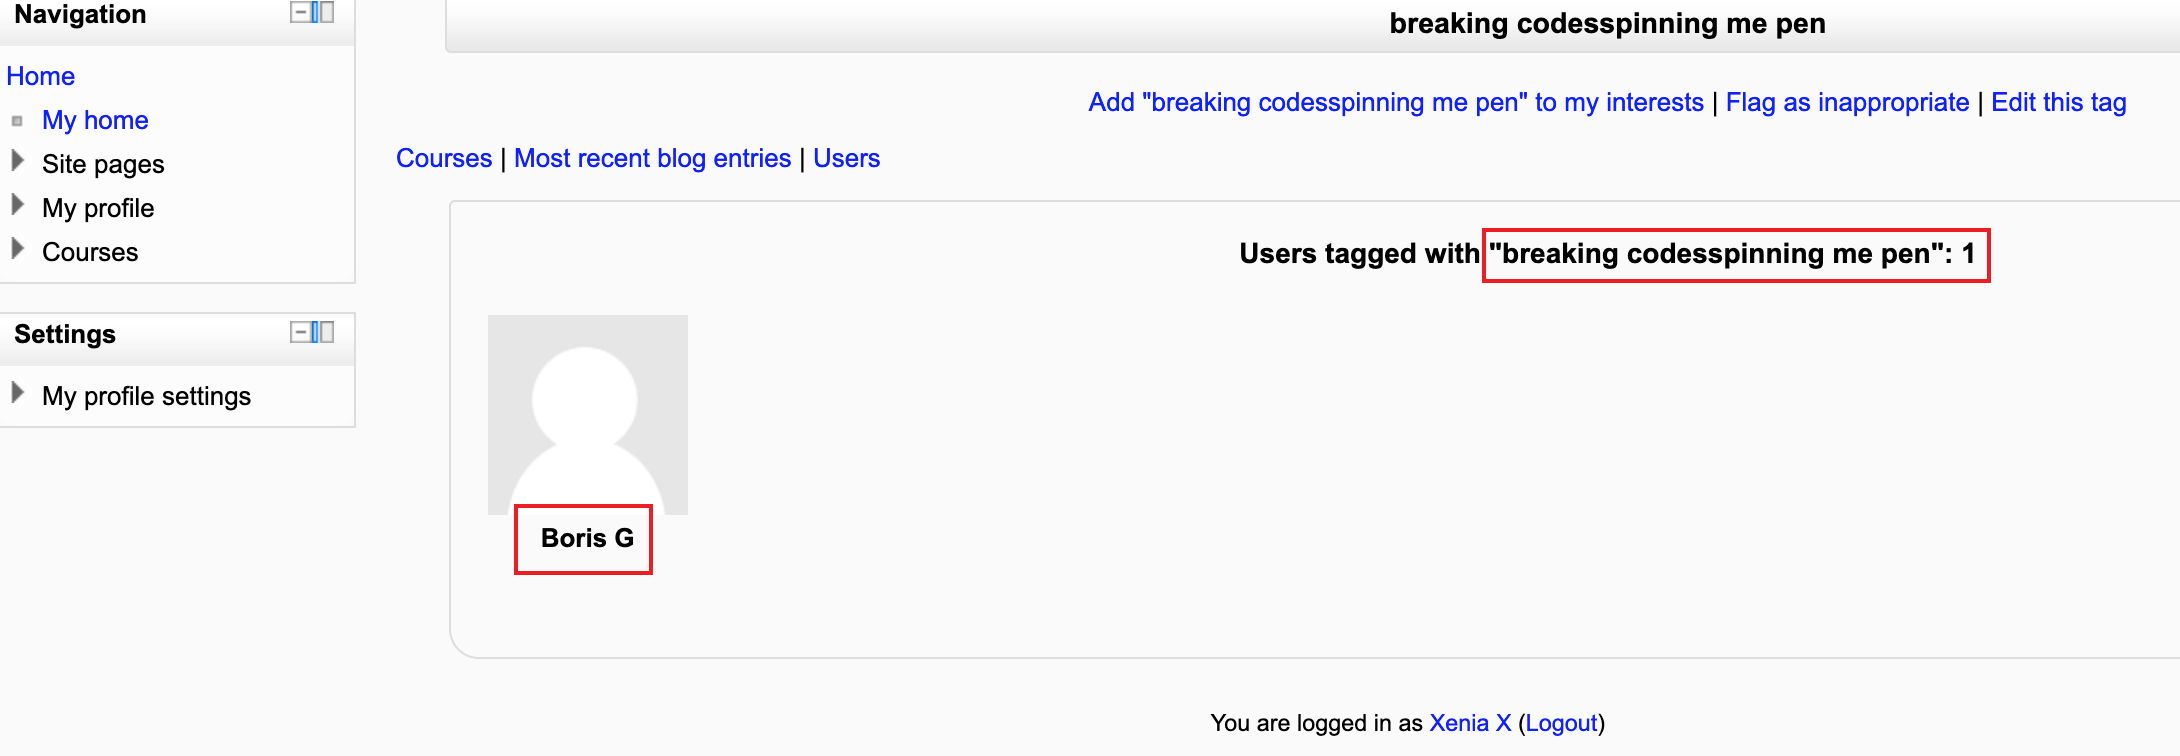 Navigation
Home
My home
Site pages
My profile
Courses
Settings
My profile settings
breaking codesspinning me pen
Add "breaking codesspinning me pen" to my interests | Flag as inappropriate | Edit this tag
Courses | Most recent blog entries | Users
Users tagged with "breaking codesspinning me pen": 1
Boris G
You are logged in as Xenia X (Logout)